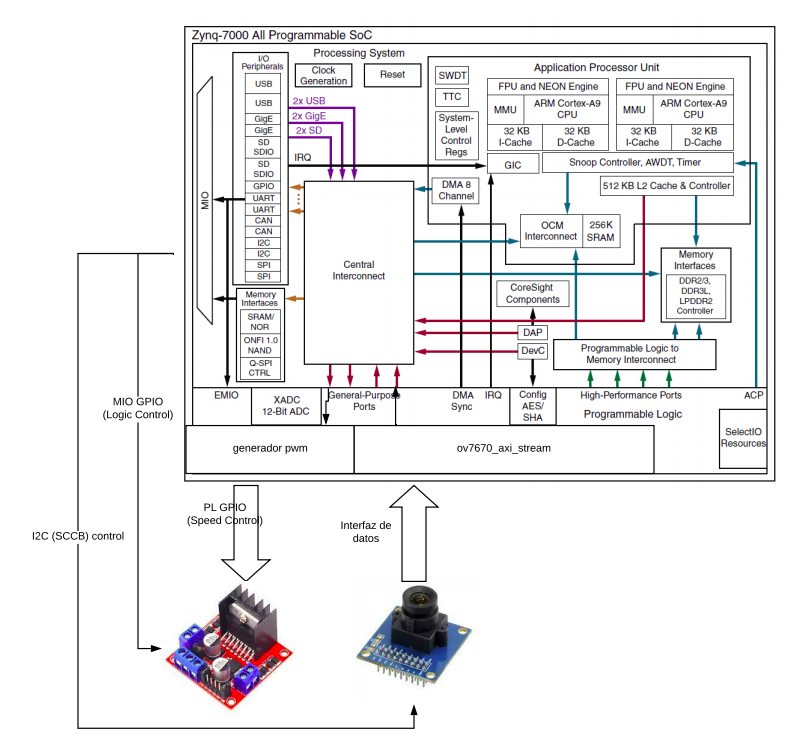 Zynq-7000 All Programmable SoC
Processing System
I/O
Peripherals
USB
USB
GigE
GigE
SD
SDIO
SD
SDIO
GPIO
UART
UART
CAN
CAN
I2C
I2C
SPI
SPI
MIO
Memory
Interfaces
SRAM/
NOR
ONFI 1.0
NAND
Q-SPI
CTRL
Clock
Generation
Reset
2x USB
2x GigE
2x SD
IRQ
Central
Interconnect
Application Processor Unit
SWDT
TTC
System-
Level
Control
Regs
FPU and NEON Engine
MMU
ARM Cortex-A9
CPU
32 KB
I-Cache
32 KB
D-Cache
FPU and NEON Engine
MMU
ARM Cortex-A9
CPU
32 KB
I-Cache
32 KB
D-Cache
GIC
Snoop Controller, AWDT, Timer
DMA 8
Channel
512 KB L2 Cache & Controller
OCM
Interconnect
256K
SRAM
Memory
Interfaces
DDR2/3,
DDR3L,
LPDDR2
Controller
CoreSight
Components
DAP
DevC
Programmable Logic to
Memory Interconnect
EMIO
XADC
12-Bit ADC
General-Purpose
Ports
DMA
Sync
IRQ
Config
AES/
SHA
High-Performance Ports
ACP
Programmable Logic
SelectIO
Resources
generador pwm
ov7670_axi_stream
MIO GPIO
(Logic Control)
PL GPIO
(Speed Control)
Interfaz de
datos
I2C (SCCB) control